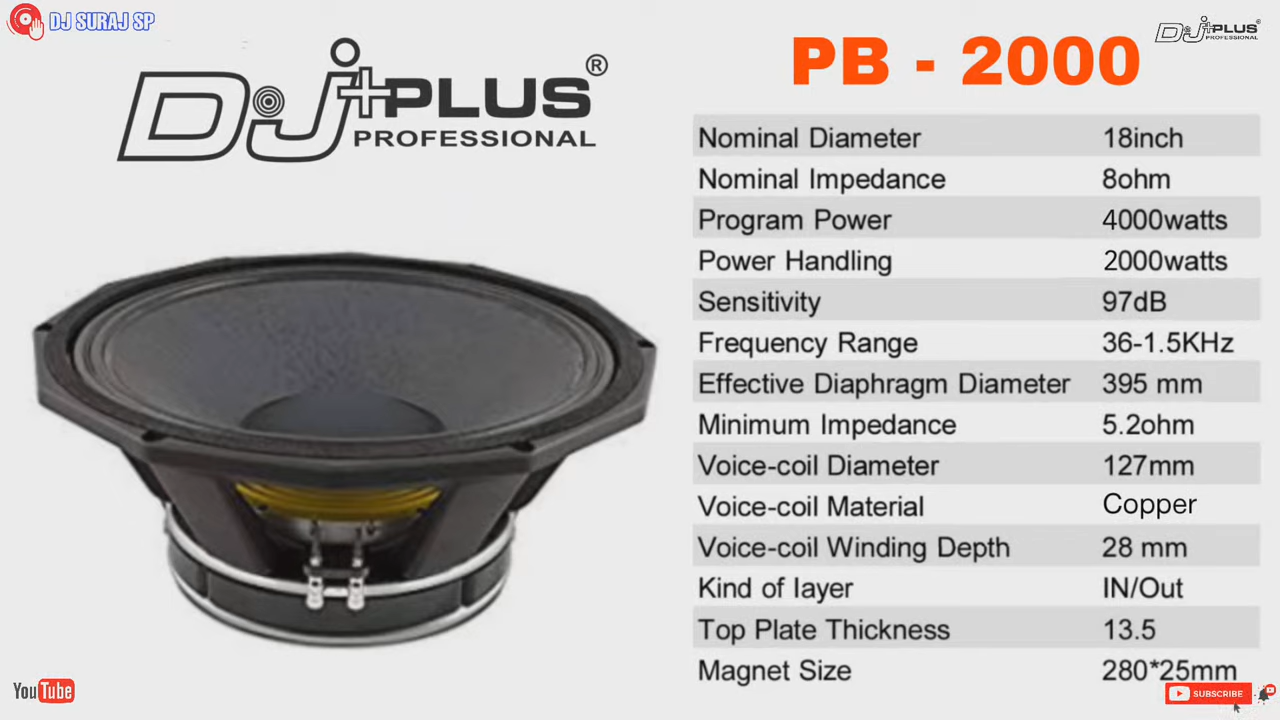 DJ SURAJ SP
DJ+PLUS®
PROFESSIONAL
PB - 2000
DJ+PLUS®
PROFESSIONAL
Nominal Diameter 18inch
Nominal Impedance 8ohm
Program Power 4000watts
Power Handling 2000watts
Sensitivity 97dB
Frequency Range 36-1.5KHz
Effective Diaphragm Diameter 395 mm
Minimum Impedance 5.2ohm
Voice-coil Diameter 127mm
Voice-coil Material Copper
Voice-coil Winding Depth 28 mm
Kind of layer IN/Out
Top Plate Thickness 13.5
Magnet Size 280*25mm
YouTube
SUBSCRIBE